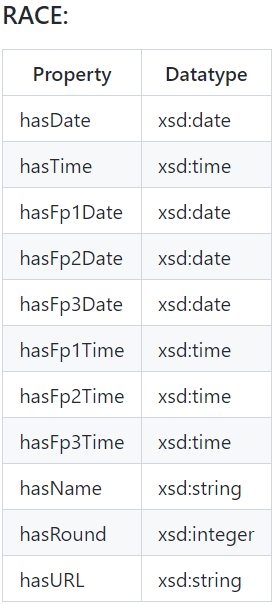 RACE:
Property Datatype
hasDate xsd:date
hasTime xsd:time
hasFp1Date xsd:date
hasFp2Date xsd:date
hasFp3Date xsd:date
hasFp1Time xsd:time
hasFp2Time xsd:time
hasFp3Time xsd:time
hasName xsd:string
hasRound xsd:integer
hasURL xsd:string